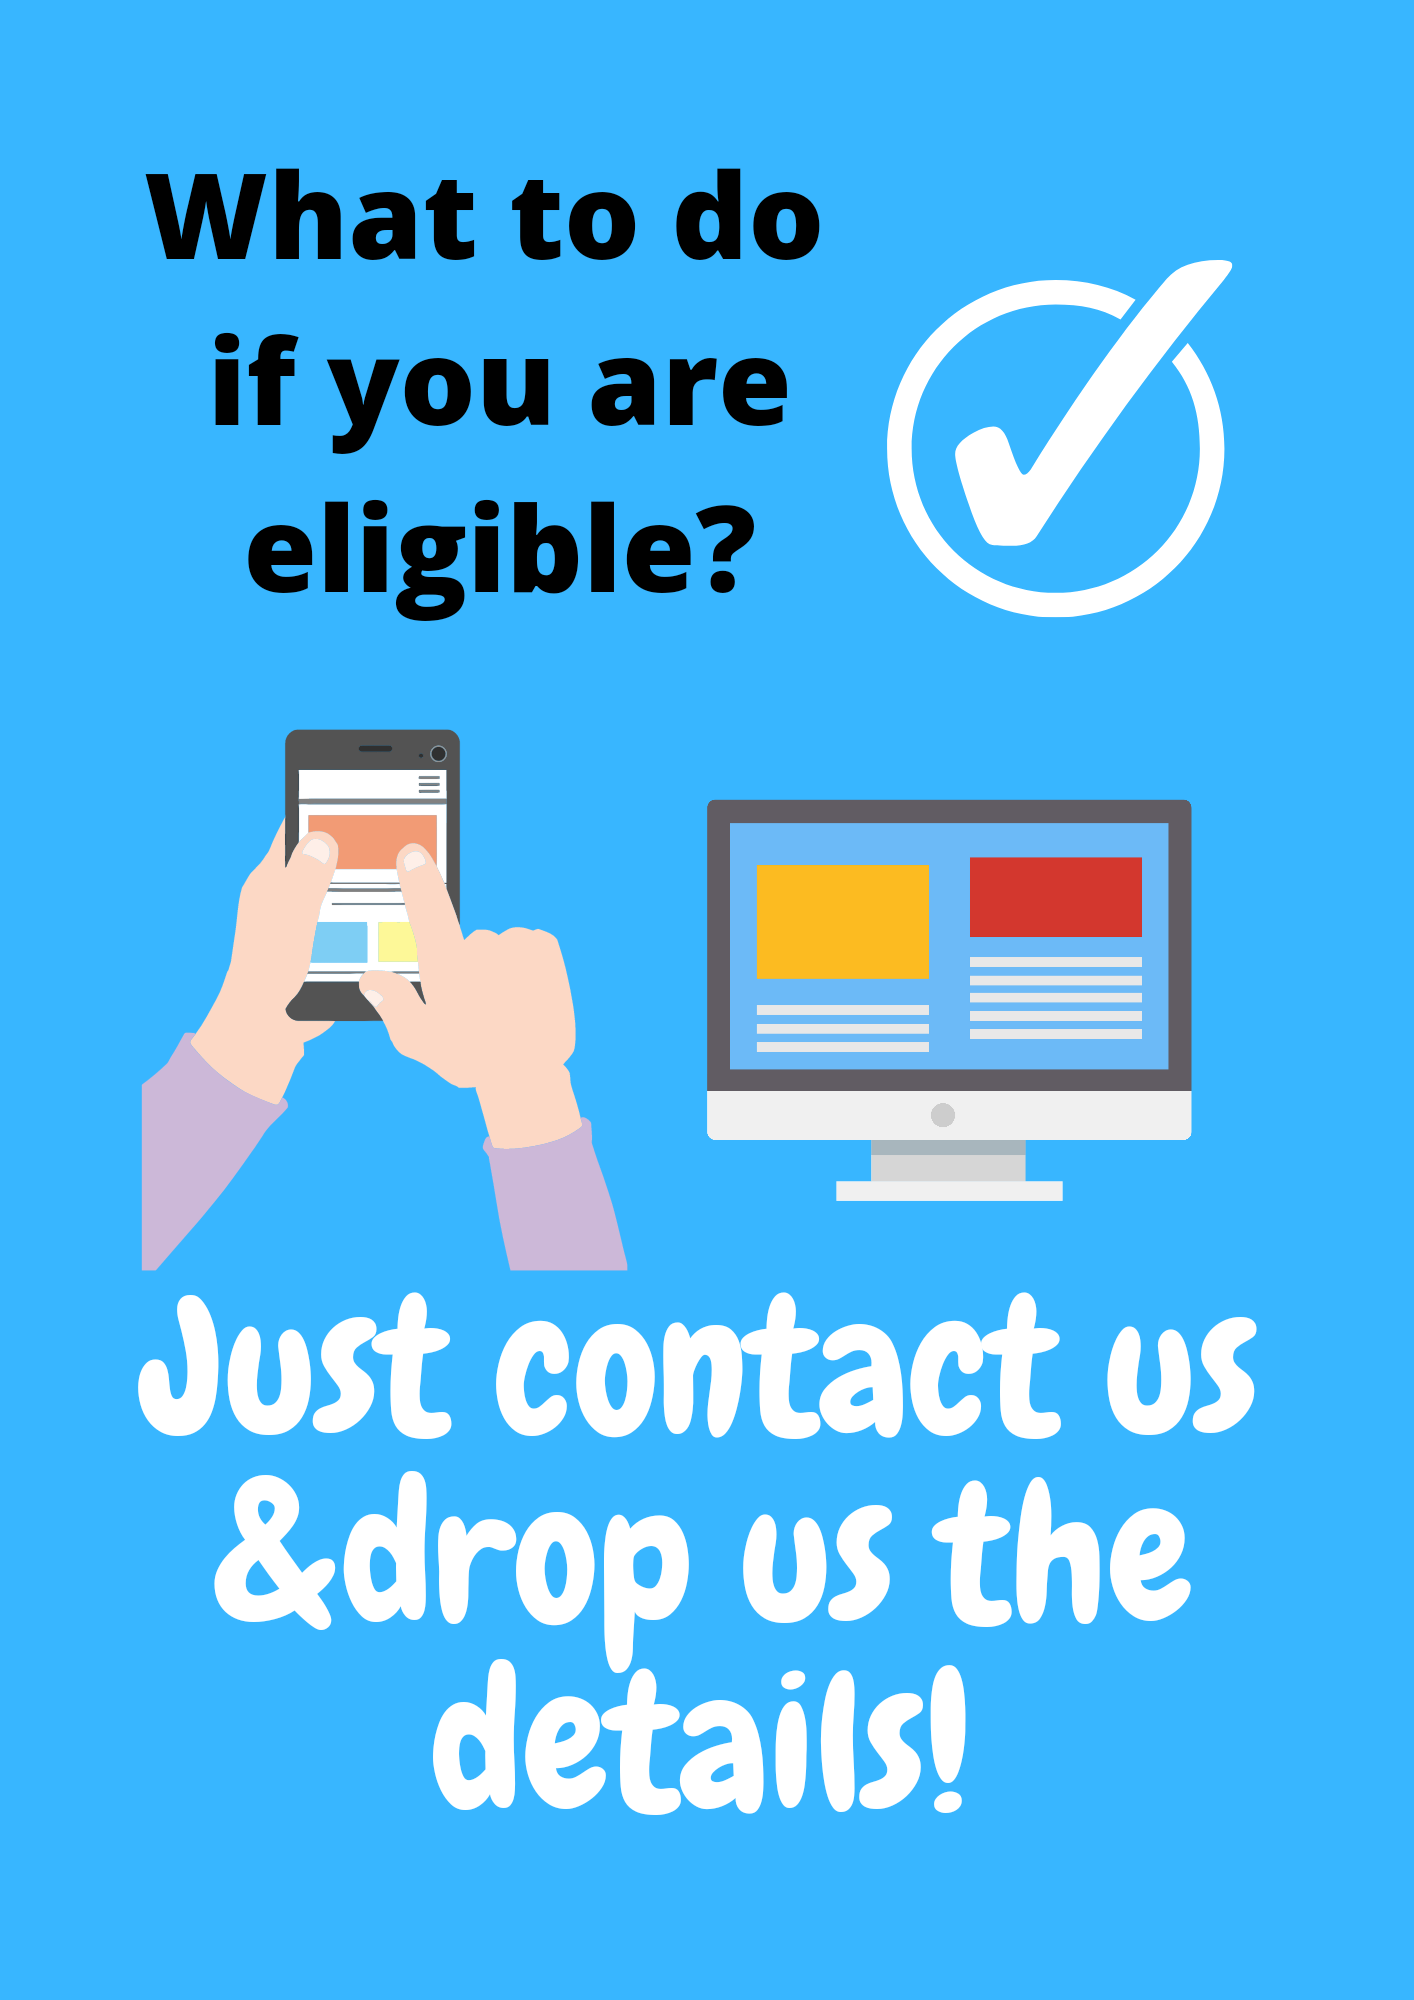 What to do
if you are
eligible?
Just contact us
&drop us the
details!